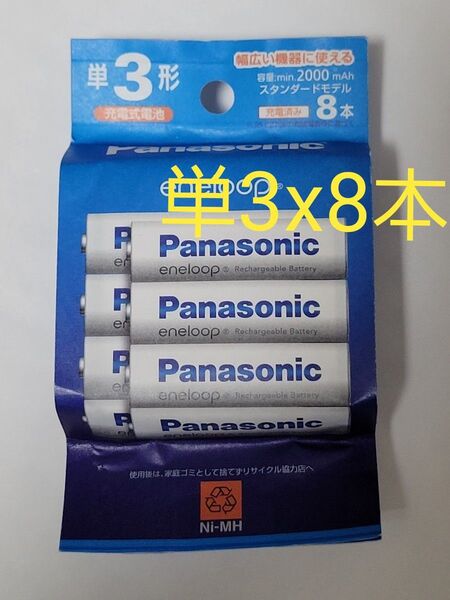 単3形
充電式電池
幅広い機器に使える
容量:min.2000 mAh
スタンダードモデル
充電済み 8本
Panasonic
eneloop®
単3x8本
P Panasonic
eneloop® Rechargeable Battery
P Panasonic
eneloop® Rechargeable Battery
P Panasonic
eneloop® Rechargeable Battery
P Panasonic
eneloop® Rechargeable Battery
使用後は、家庭ゴミとして捨てずリサイクル協力店へ
Ni-MH